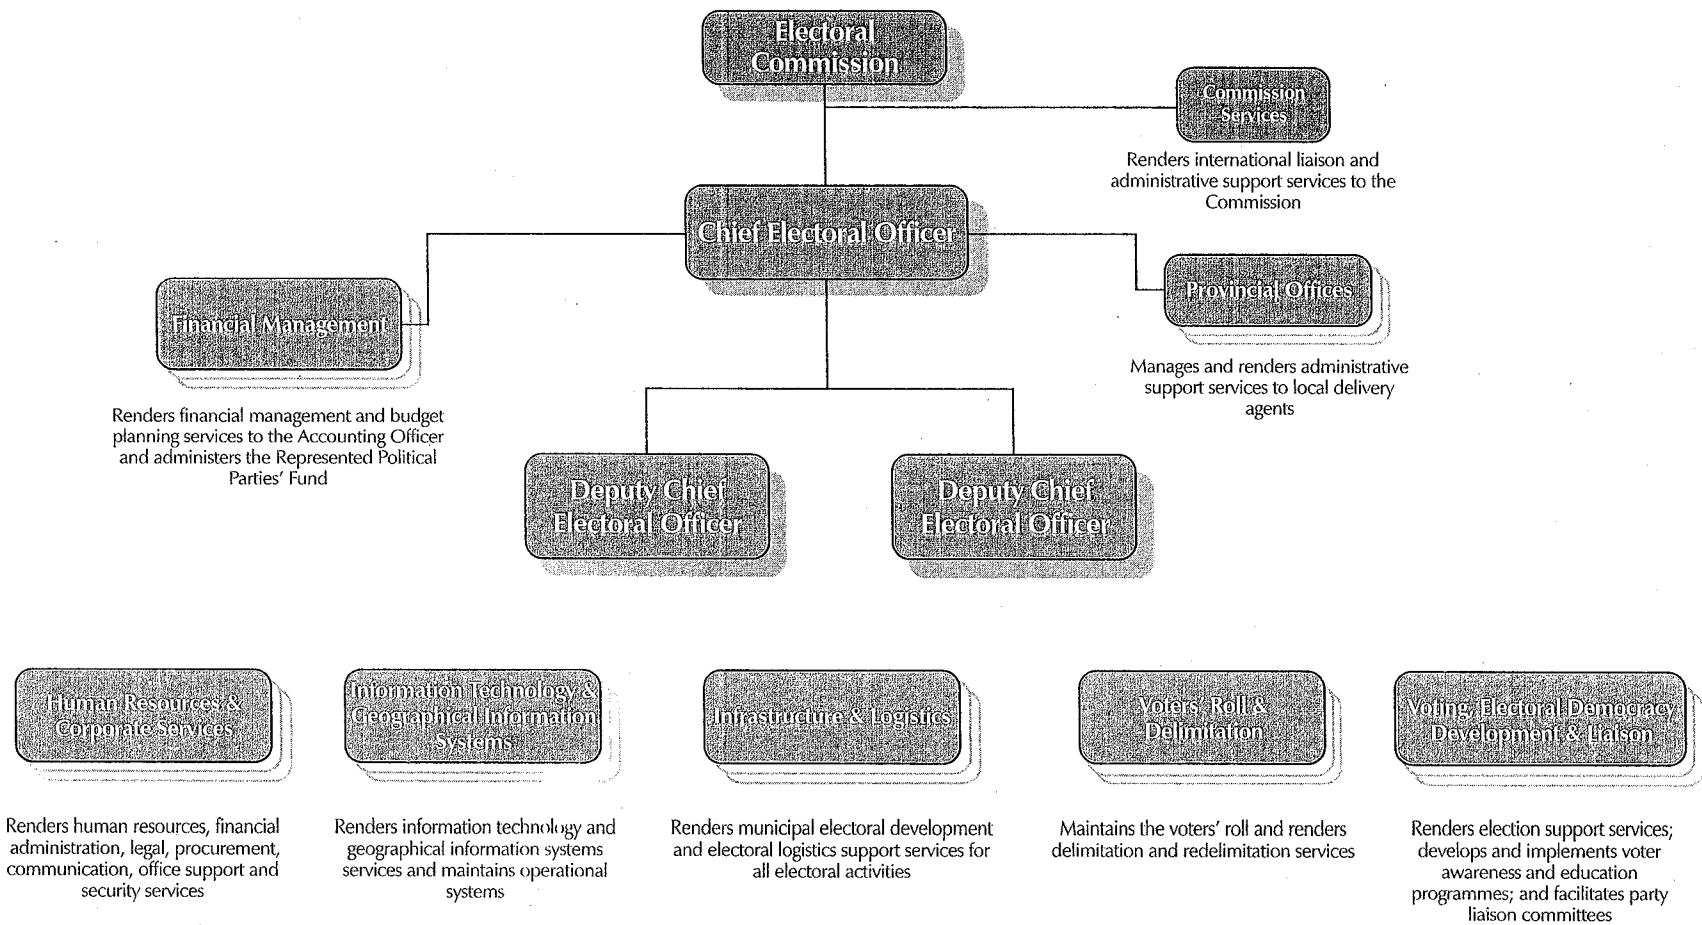 Electoral
Commission
Commission
Services
Renders international liaison and
administrative support services to the
Commission
Chief Electoral Officer
Provincial Offices
Manages and renders administrative
support services to local delivery
agents
Financial Management
Renders financial management and budget
planning services to the Accounting Officer
and administers the Represented Political
Parties' Fund
Deputy Chief
Electoral Officer
Deputy Chief
Electoral Officer
Human Resources &
Corporate Services
Renders human resources, financial
administration, legal, procurement,
communication, office support and
security services
Information Technology &
Geographical Information
Systems
Renders information technology and
geographical information systems
services and maintains operational
systems
Infrastructure & Logistics
Renders municipal electoral development
and electoral logistics support services for
all electoral activities
Voters' Roll &
Delimitation
Maintains the voters' roll and renders
delimitation and redelimitation services
Voting, Electoral Democracy
Development & Liaison
Renders election support services;
develops and implements voter
awareness and education
programmes; and facilitates party
liaison committees